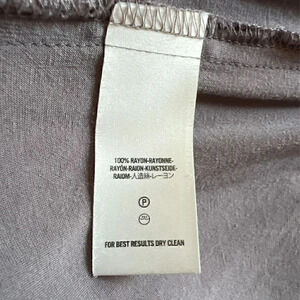 100% RAYON-RAYONNE-
RAYÓN-RAION-KUNSTSEIDE-
RAIOM-人造絲-レーヨン
P
FOR BEST RESULTS DRY CLEAN